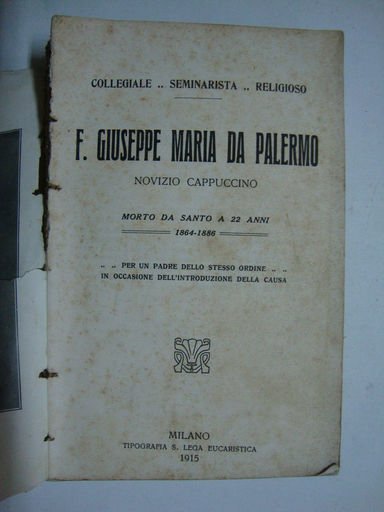 COLLEGIALE .. SEMINARISTA .. RELIGIOSO
F. GIUSEPPE MARIA DA PALERMO
NOVIZIO CAPPUCCINO
MORTO DA SANTO A 22 ANNI
1864-1886
.. .. PER UN PADRE DELLO STESSO ORDINE .. ..
IN OCCASIONE DELL'INTRODUZIONE DELLA CAUSA
MILANO
TIPOGRAFIA S. LEGA EUCARISTICA
1915